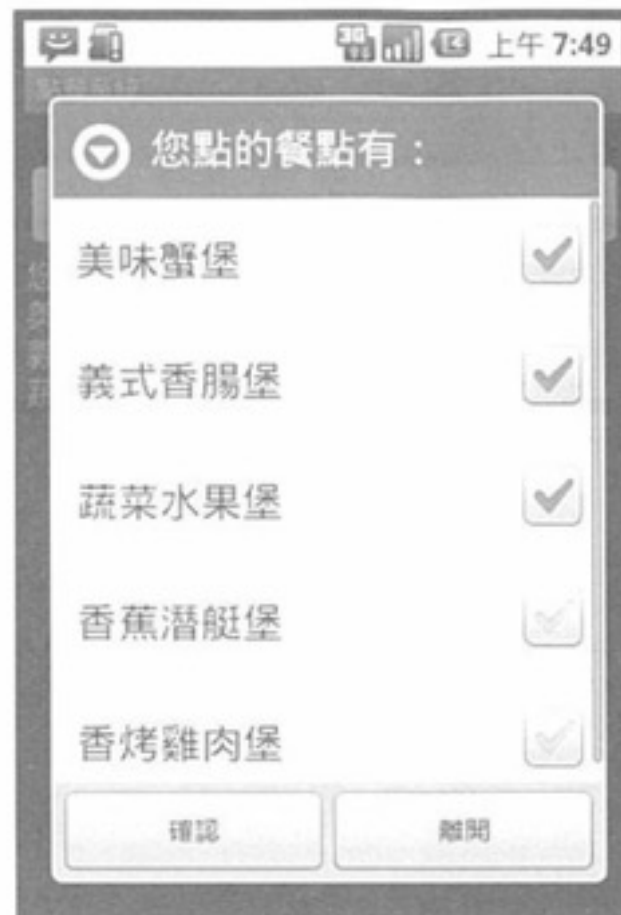 上午 7:49
您點的餐點有：
美味蟹堡
義式香腸堡
蔬菜水果堡
香蕉潛艇堡
香烤雞肉堡
確認
離開